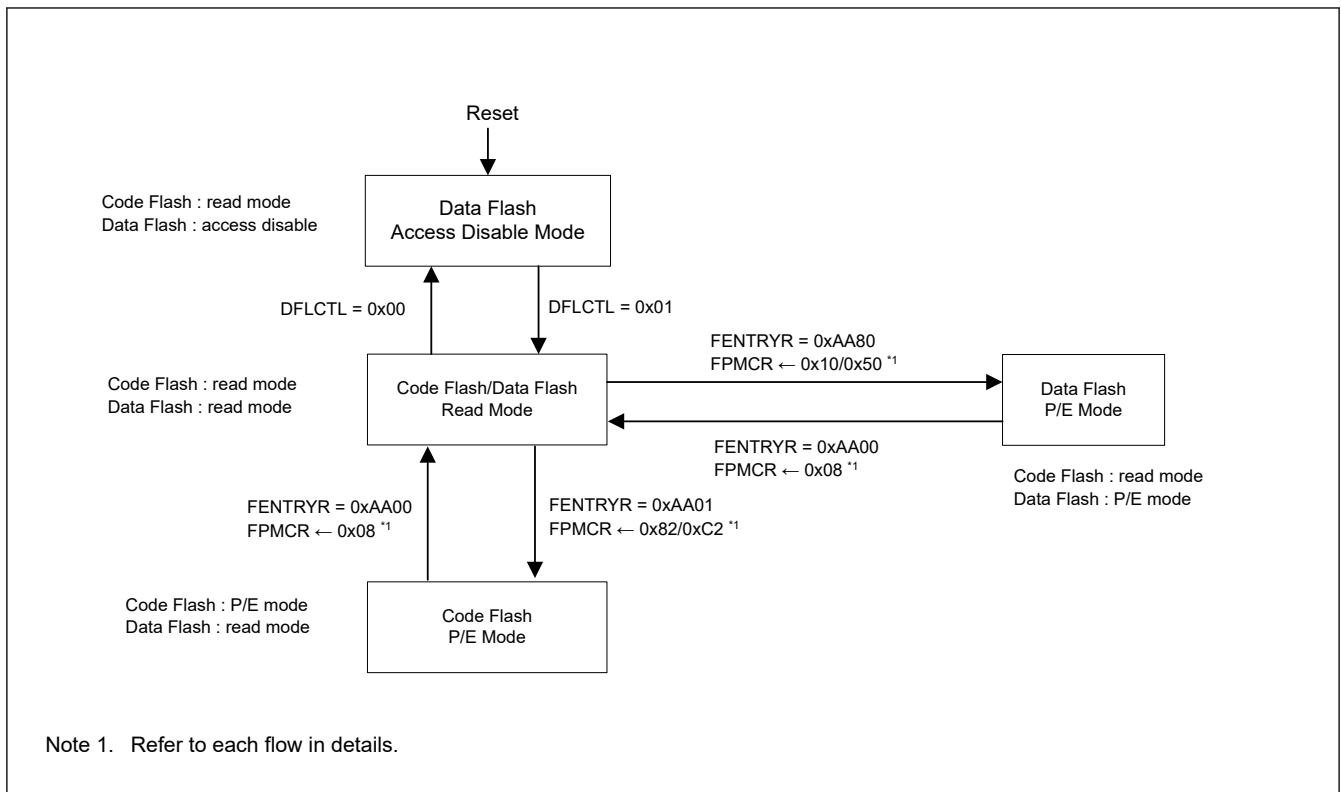 Reset
Code Flash : read mode
Data Flash : access disable
Data Flash
Access Disable Mode
DFLCTL = 0x00
DFLCTL = 0x01
FENTRYR = 0xAA80
FPMCR ← 0x10/0x50 *1
Code Flash : read mode
Data Flash : read mode
Code Flash/Data Flash
Read Mode
Data Flash
P/E Mode
FENTRYR = 0xAA00
FPMCR ← 0x08 *1
Code Flash : read mode
Data Flash : P/E mode
FENTRYR = 0xAA00
FPMCR ← 0x08 *1
FENTRYR = 0xAA01
FPMCR ← 0x82/0xC2 *1
Code Flash : P/E mode
Data Flash : read mode
Code Flash
P/E Mode
Note 1. Refer to each flow in details.